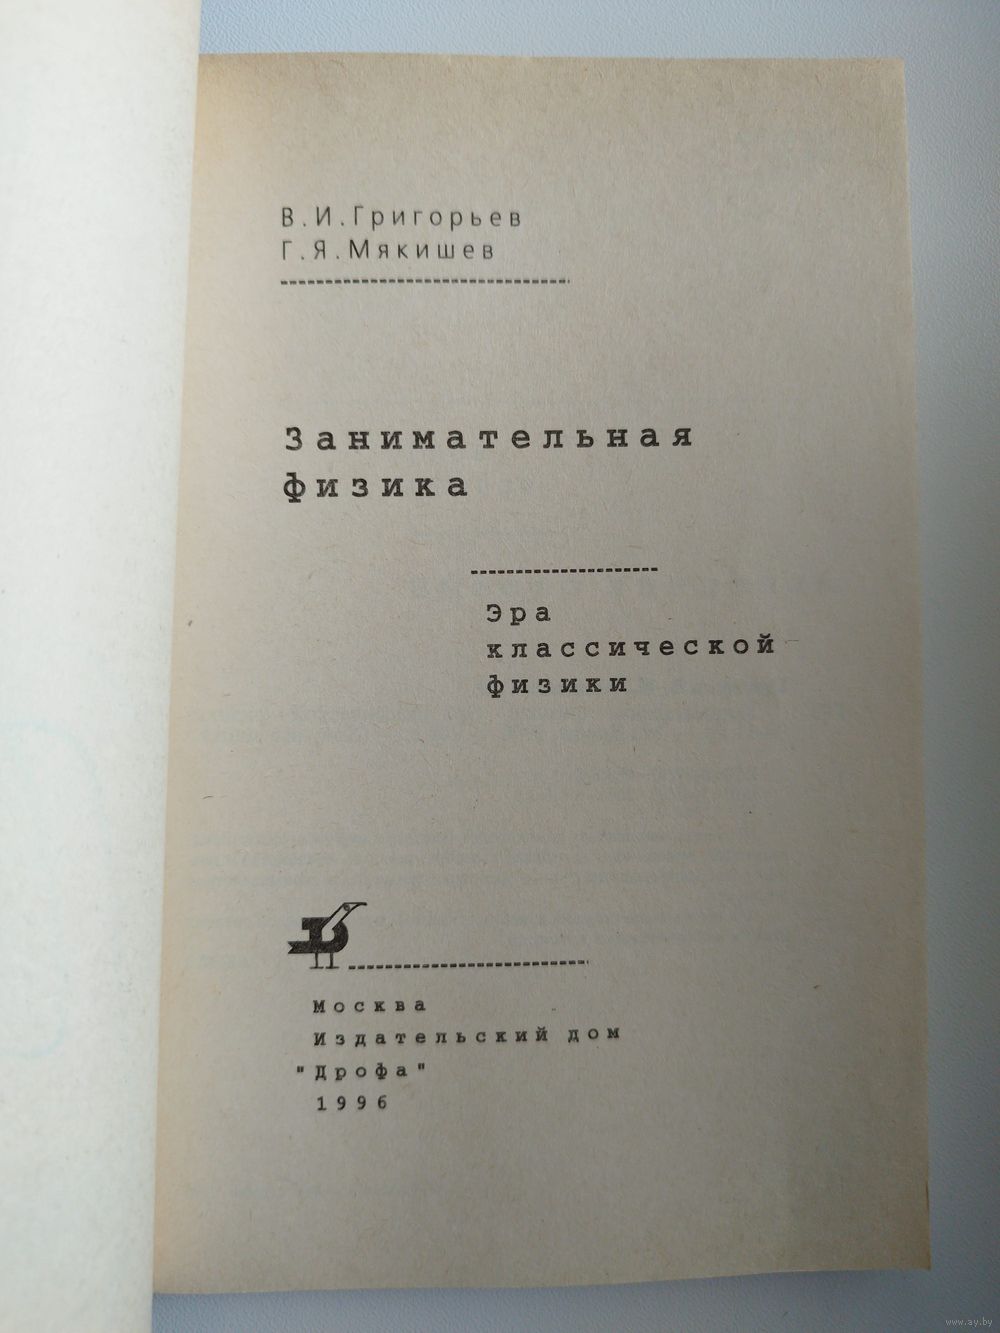 В.И.Григорьев
Г.Я.Мякишев
Занимательная
физика
Эра
классической
физики
Москва
Издательский дом
"Дрофа"
1996
www.ay.by